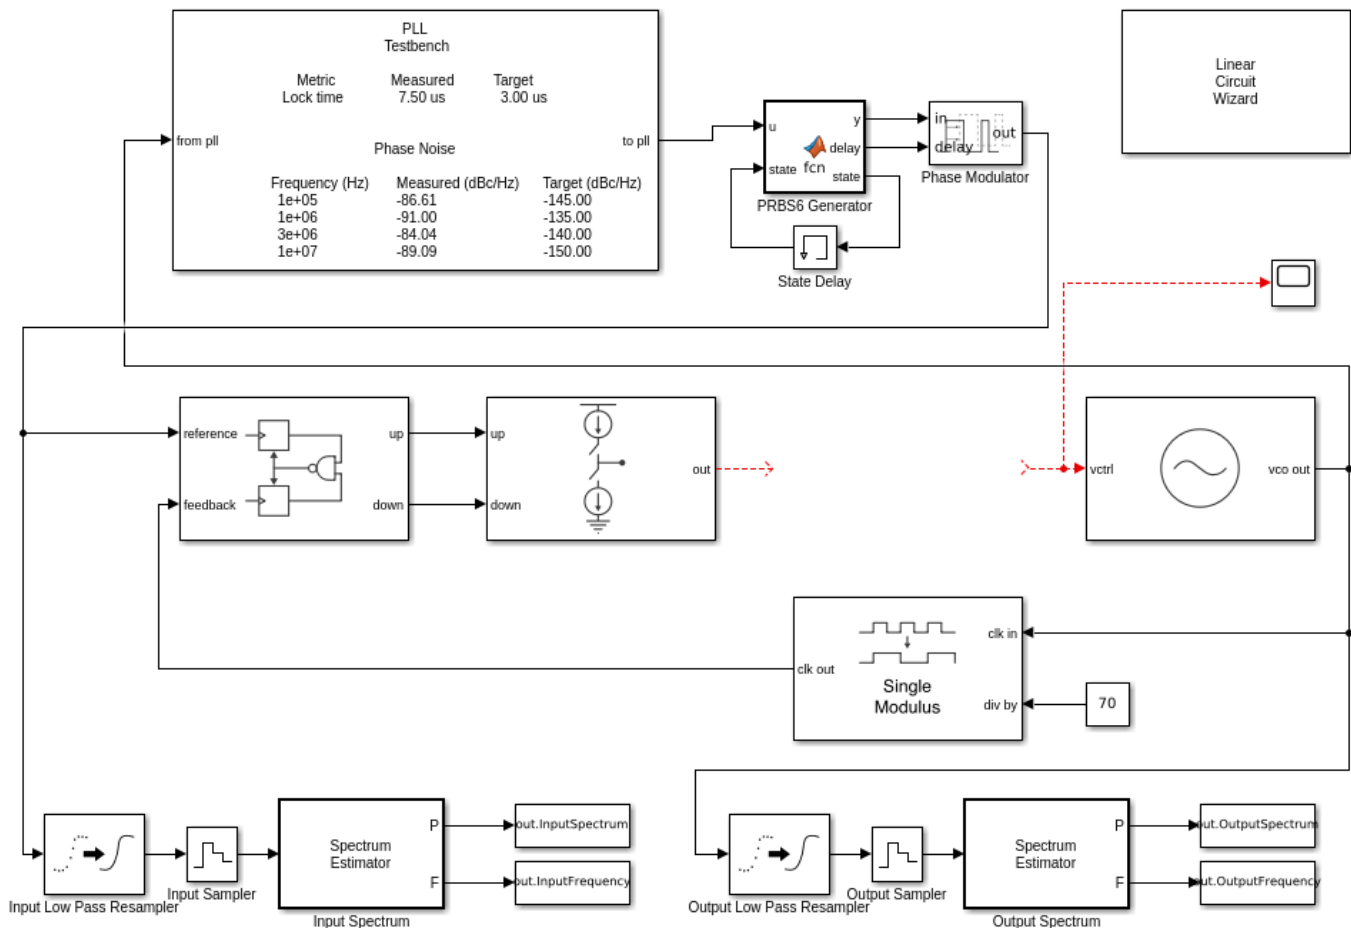 PLL
Testbench
Metric Measured Target
Lock time 7.50 us 3.00 us
from pll
to pll
Phase Noise
Frequency (Hz) Measured (dBc/Hz) Target (dBc/Hz)
1e+05 -86.61 -145.00
1e+06 -91.00 -135.00
3e+06 -84.04 -140.00
1e+07 -89.09 -150.00
u
y
delay
state
fcn
state
PRBS6 Generator
State Delay
in
delay
out
Phase Modulator
Linear
Circuit
Wizard
reference
feedback
up
down
up
down
out
vctrl
vco out
clk in
clk out
div by
Single
Modulus
70
Input Low Pass Resampler
Input Sampler
Spectrum
Estimator
P
F
Input Spectrum
out.InputSpectrum
out.InputFrequency
Output Low Pass Resampler
Output Sampler
Spectrum
Estimator
P
F
Output Spectrum
out.OutputSpectrum
out.OutputFrequency